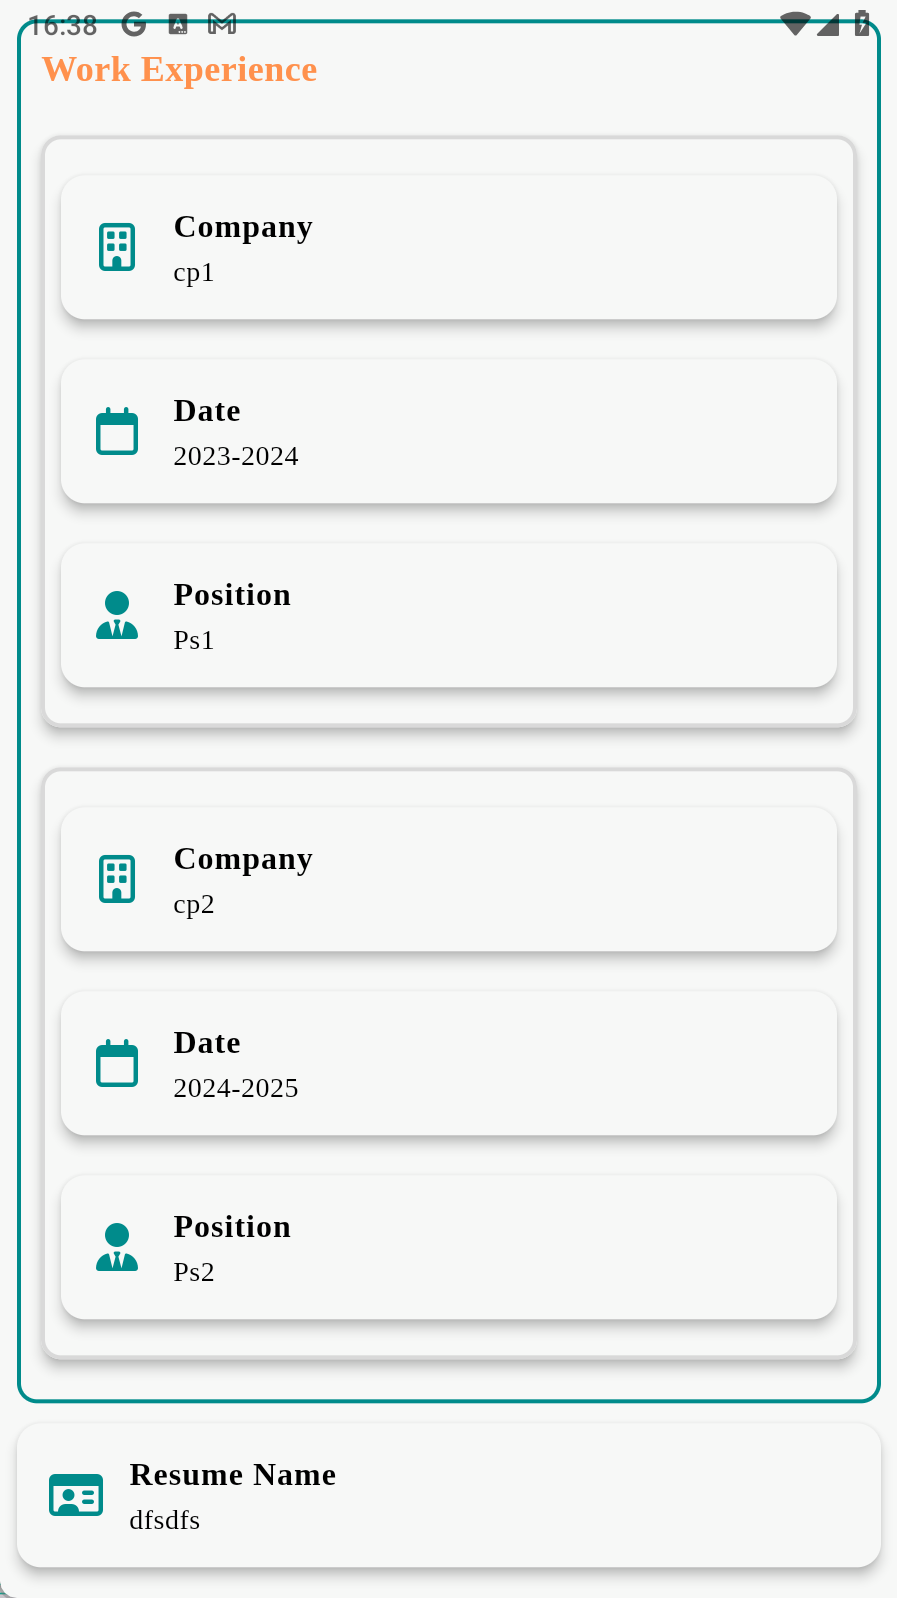 16:38
Work Experience
Company
cp1
Date
2023-2024
Position
Ps1
Company
cp2
Date
2024-2025
Position
Ps2
Resume Name
dfsdfs